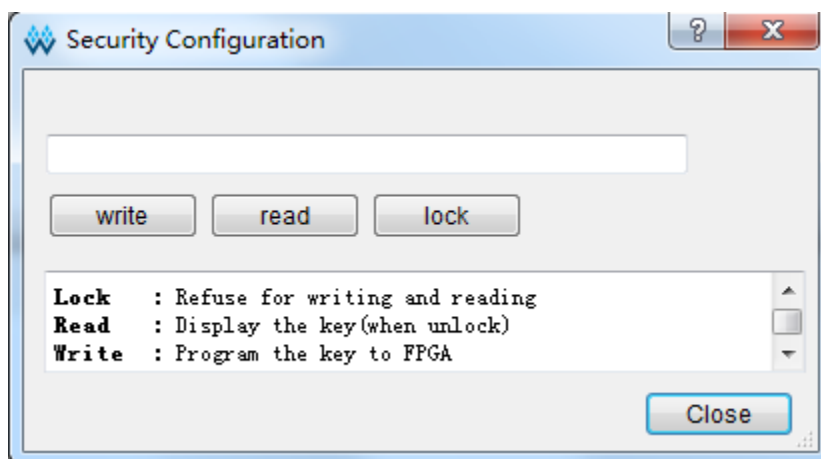 Security Configuration
write read lock
Lock : Refuse for writing and reading
Read : Display the key(when unlock)
Write : Program the key to FPGA
Close